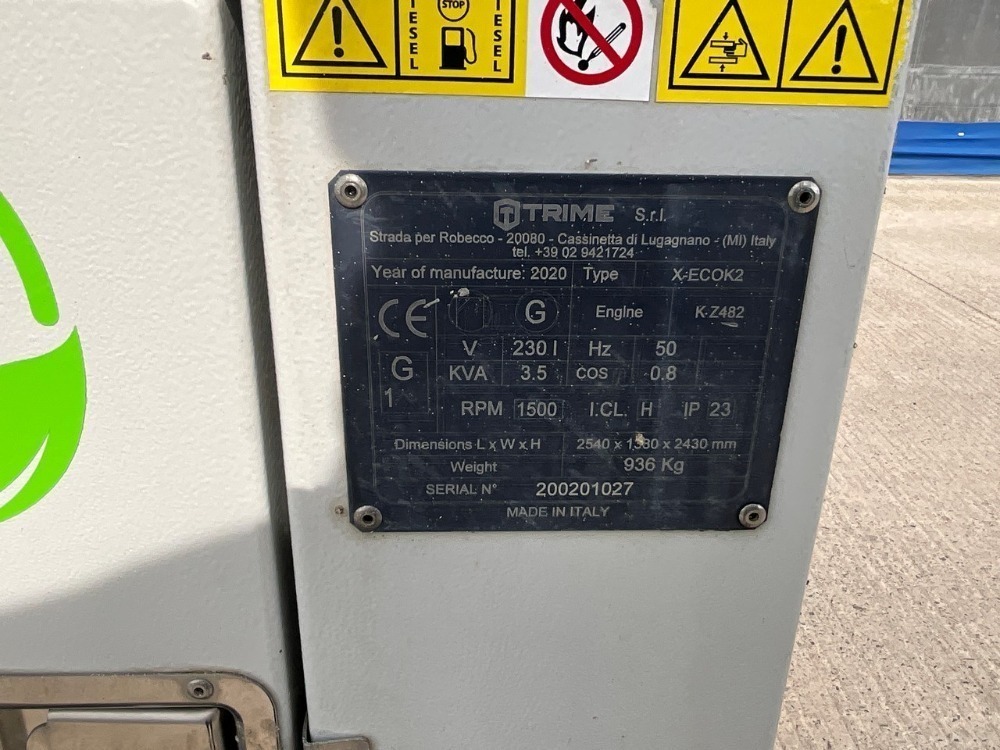 DIESEL
STOP
DIESEL
TRIME S.r.l.
Strada per Robecco - 20080 - Cassinetta di Lugagnano - (MI) Italy
tel. +39 02 9421724
Year of manufacture: 2020 Type X-ECOK2
CE G Engine K-Z482
V 230 I Hz 50
G KVA 3.5 COS 0.8
1
RPM 1500 I.CL. H IP 23
Dimensions L x W x H 2540 x 1380 x 2430 mm
Weight 936 Kg
SERIAL N° 200201027
MADE IN ITALY